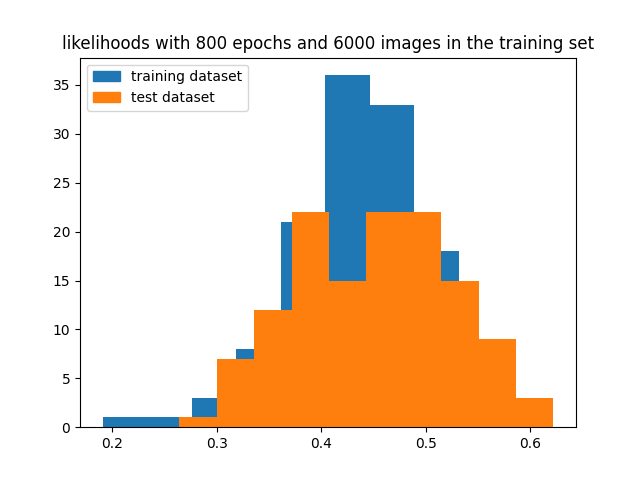 likelihoods with 800 epochs and 6000 images in the training set
training dataset
test dataset
35
30
25
20
15
10
5
0
0.2 0.3 0.4 0.5 0.6